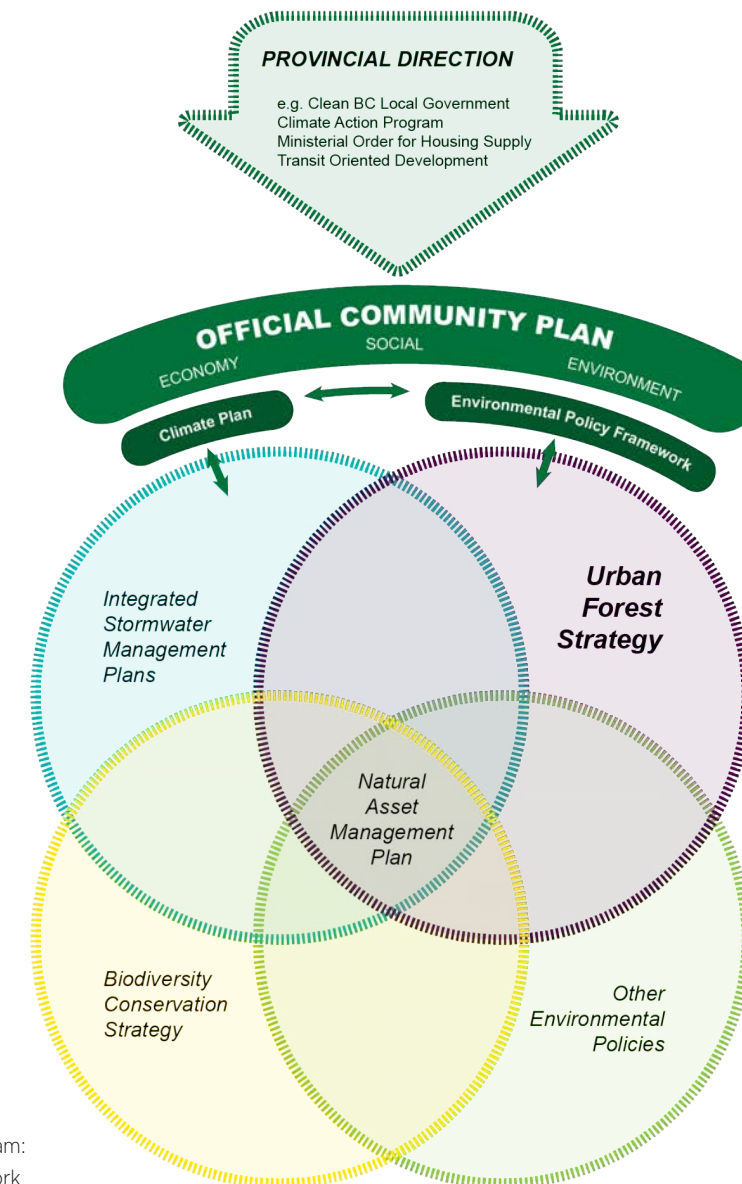 PROVINCIAL DIRECTION
e.g. Clean BC Local Government
Climate Action Program
Ministerial Order for Housing Supply
Transit Oriented Development
OFFICIAL COMMUNITY PLAN
ECONOMY
SOCIAL
ENVIRONMENT
Climate Plan
Environmental Policy Framework
Integrated
Stormwater
Management
Plans
Urban
Forest
Strategy
Natural
Asset
Management
Plan
Biodiversity
Conservation
Strategy
Other
Environmental
Policies
am:
ork